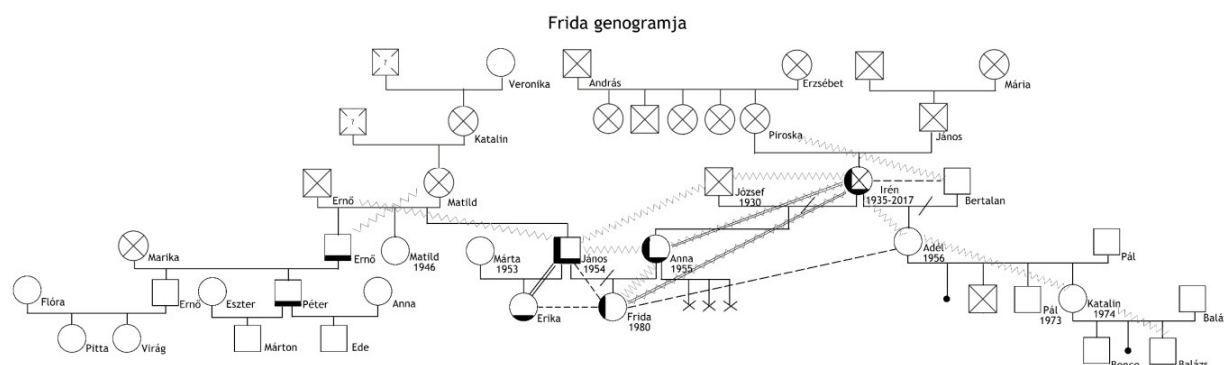 Frida genogramja
?
Veronika
András
Erzsébet
Mária
?
Katalin
Piroska
János
Ernő
Matild
József
1930
Irén
1935-2017
Bertalan
Marika
Ernő
Matild
1946
Márta
1953
János
1954
Anna
1955
Adél
1956
Pál
Flóra
Ernő
Eszter
Péter
Anna
Erika
Frida
1980
Pál
1973
Katalin
1974
Balázs
Pitta
Virág
Márton
Ede
Bence
Balázs